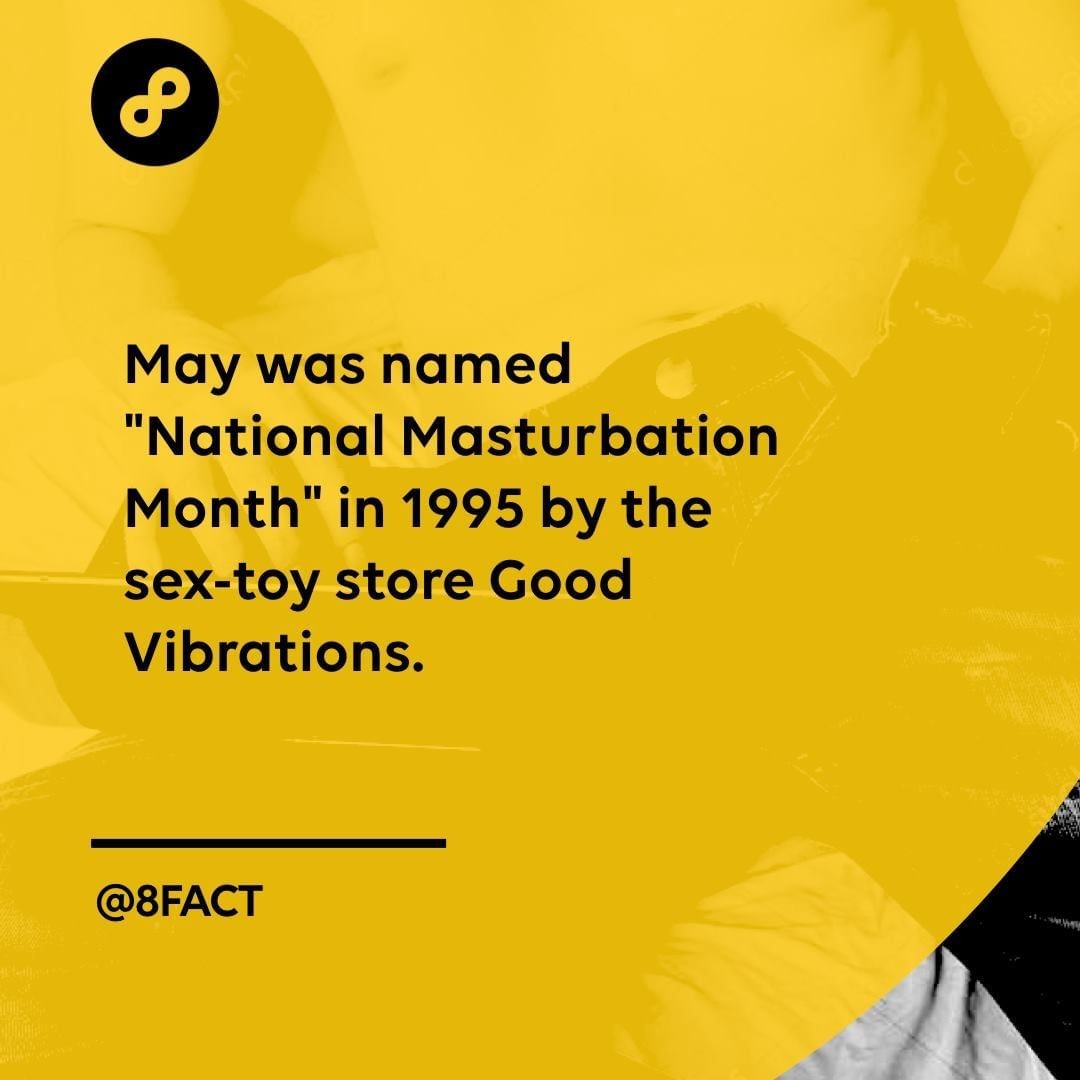 May was named
"National Masturbation
Month" in 1995 by the
sex-toy store Good
Vibrations.
@8FACT